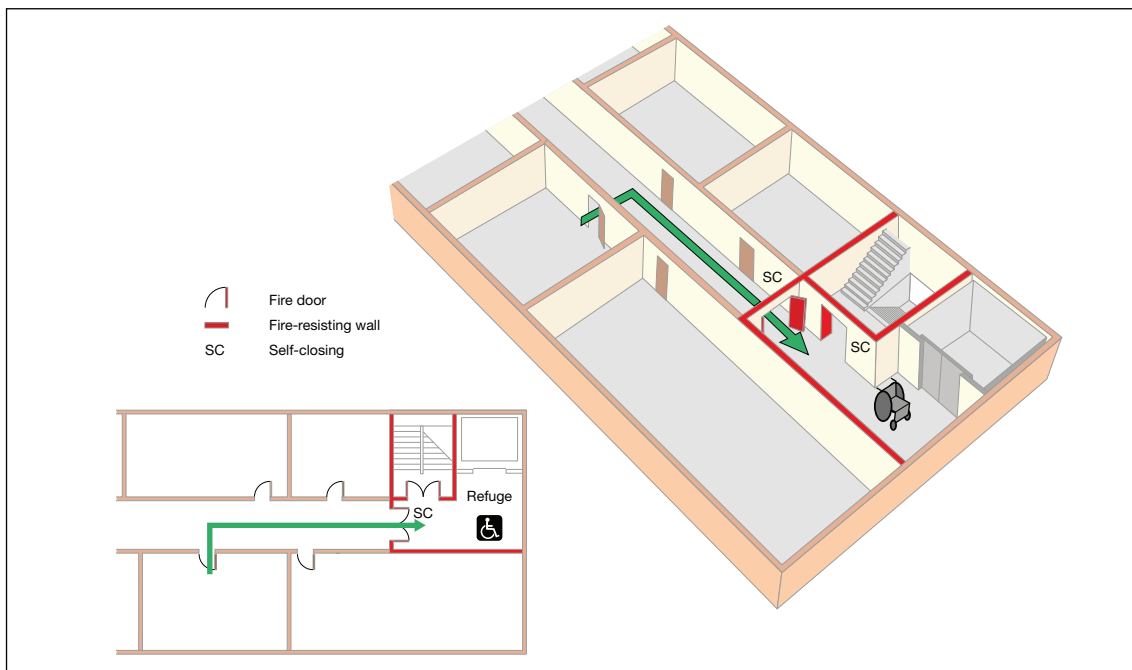 SC
SC
Fire door
Fire-resisting wall
SC Self-closing
Refuge
SC